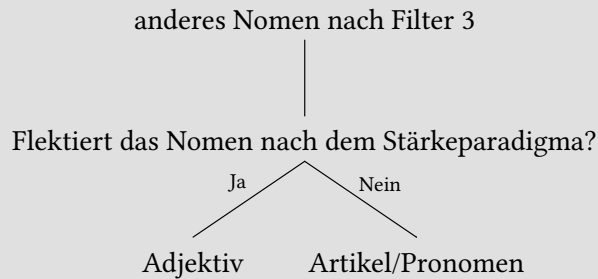 anderes Nomen nach Filter 3
Flektiert das Nomen nach dem Stärkeparadigma?
Ja
Nein
Adjektiv
Artikel/Pronomen